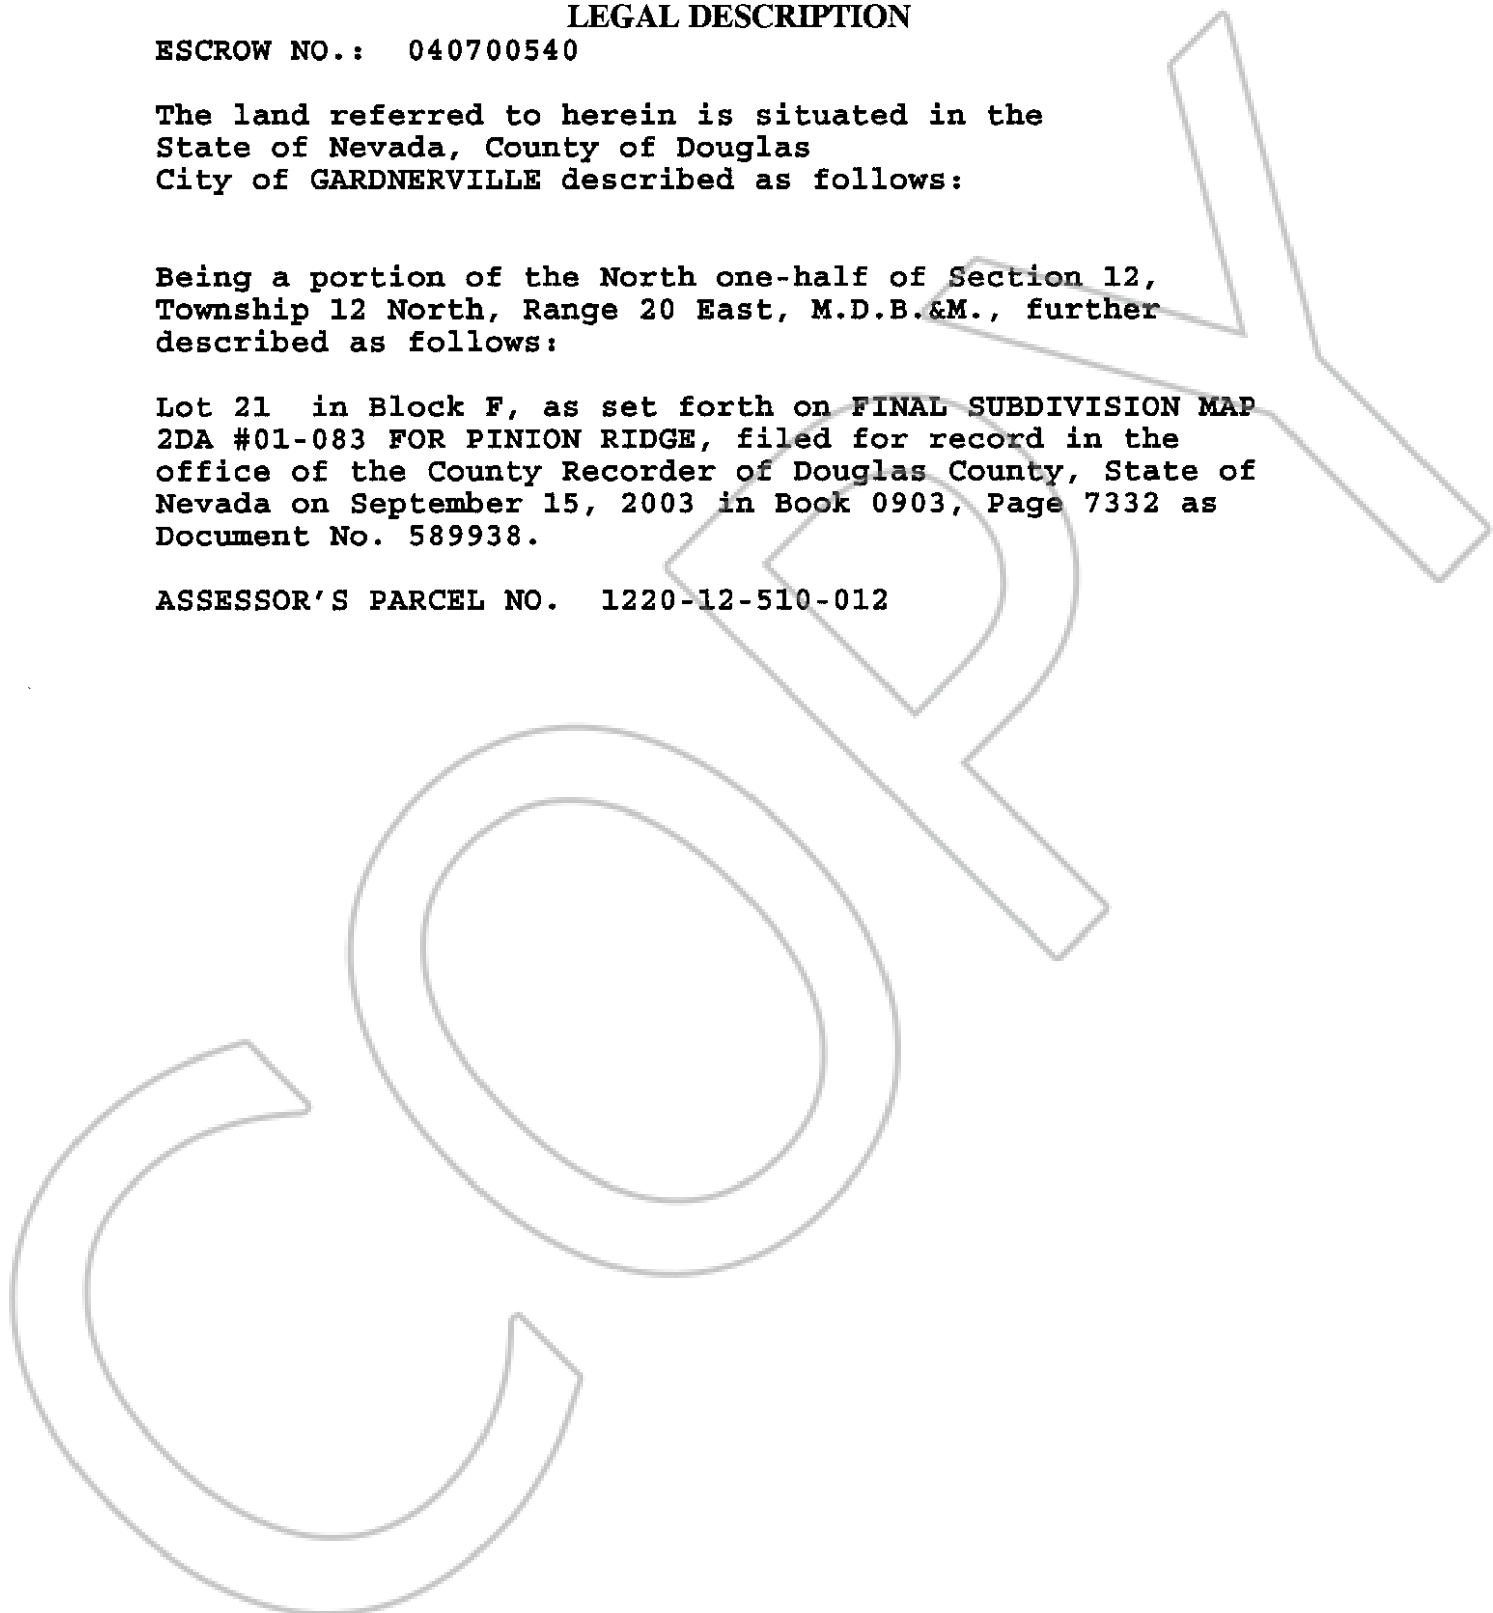 LEGAL DESCRIPTION
ESCROW NO.: 040700540
The land referred to herein is situated in the
State of Nevada, County of Douglas
City of GARDNERVILLE described as follows:
Being a portion of the North one-half of Section 12,
Township 12 North, Range 20 East, M.D.B.&M., further
described as follows:
Lot 21 in Block F, as set forth on FINAL SUBDIVISION MAP
2DA #01-083 FOR PINION RIDGE, filed for record in the
office of the County Recorder of Douglas County, State of
Nevada on September 15, 2003 in Book 0903, Page 7332 as
Document No. 589938.
ASSESSOR'S PARCEL NO. 1220-12-510-012
COPY